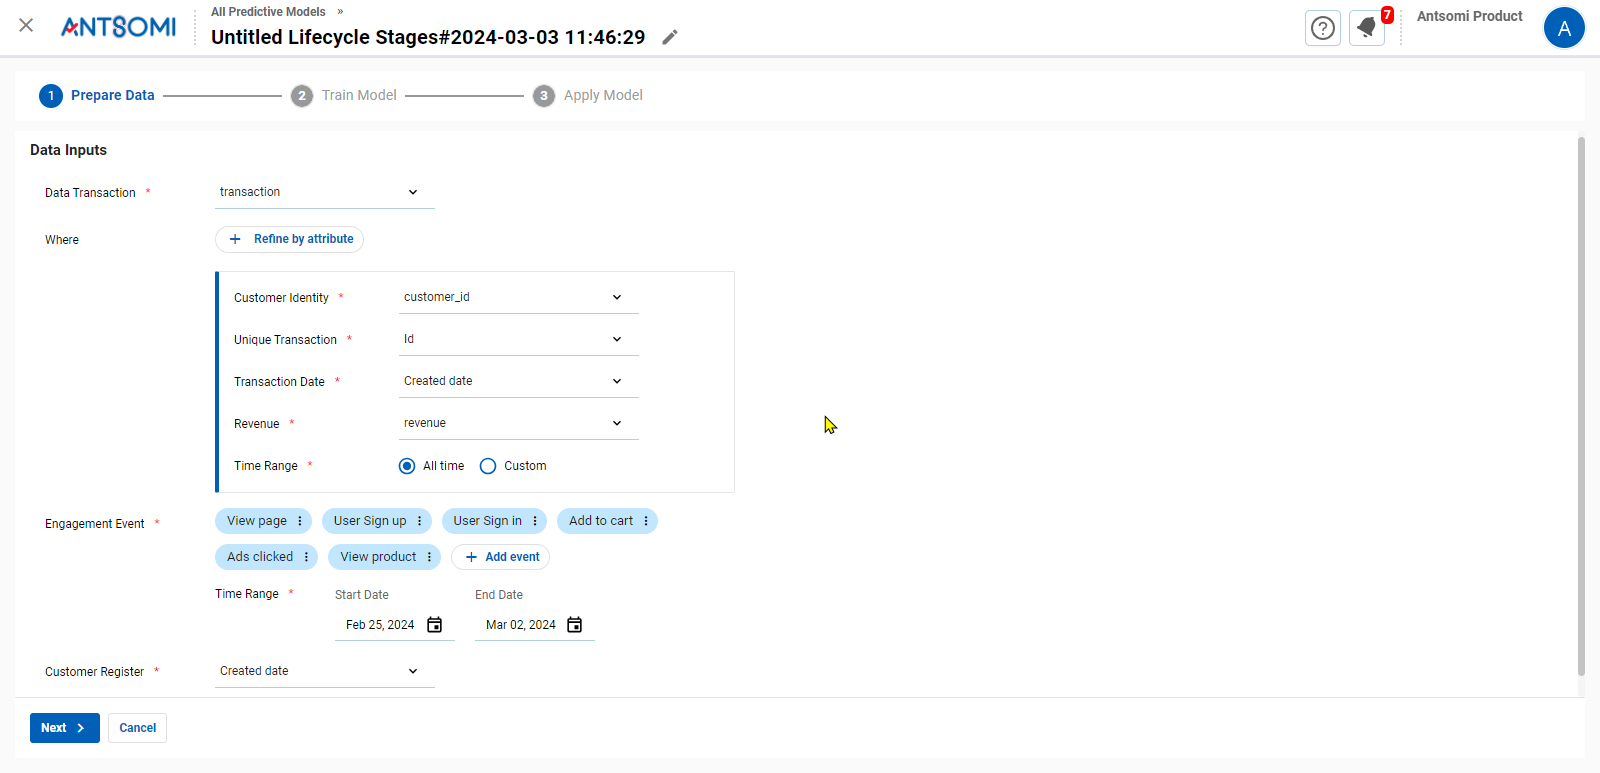 ANTSOMI
All Predictive Models »
Untitled Lifecycle Stages#2024-03-03 11:46:29
7
Antsomi Product
A
1 Prepare Data
2 Train Model
3 Apply Model
Data Inputs
Data Transaction * transaction
Where + Refine by attribute
Customer Identity * customer_id
Unique Transaction * Id
Transaction Date * Created date
Revenue * revenue
Time Range * All time Custom
Engagement Event * View page User Sign up User Sign in Add to cart
Ads clicked View product + Add event
Time Range * Start Date End Date
Feb 25, 2024 Mar 02, 2024
Customer Register * Created date
Next Cancel